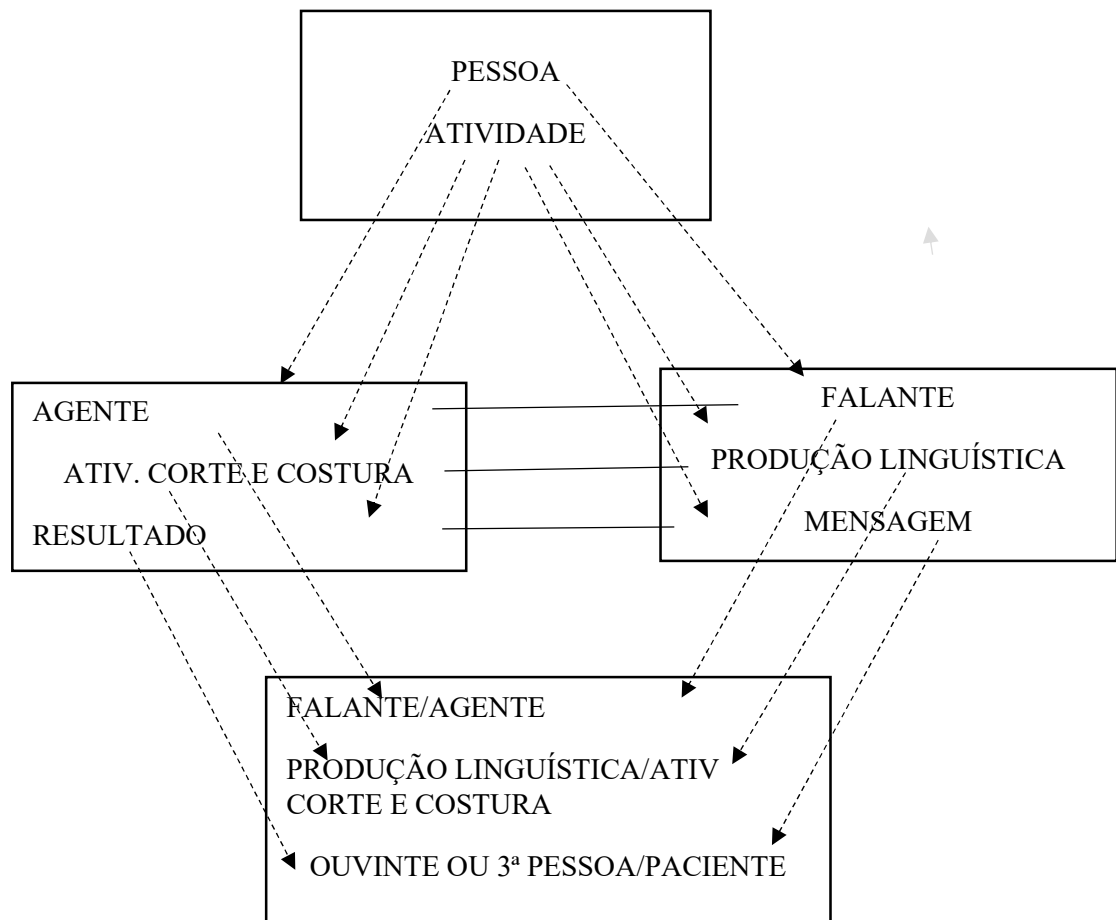 PESSOA
ATIVIDADE
AGENTE
ATIV. CORTE E COSTURA
RESULTADO
FALANTE
PRODUÇÃO LINGUÍSTICA
MENSAGEM
FALANTE/AGENTE
PRODUÇÃO LINGUÍSTICA/ATIV
CORTE E COSTURA
OUVINTE OU 3ª PESSOA/PACIENTE